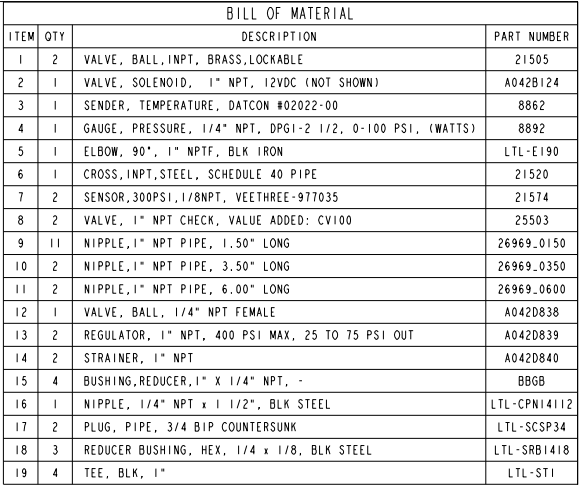 BILL OF MATERIAL
ITEM QTY DESCRIPTION PART NUMBER
1 2 VALVE, BALL,INPT, BRASS,LOCKABLE 21505
2 1 VALVE, SOLENOID, 1" NPT, 12VDC (NOT SHOWN) A042B124
3 1 SENDER, TEMPERATURE, DATCON #02022-00 8862
4 1 GAUGE, PRESSURE, 1/4" NPT, DPG1-2 1/2, 0-100 PSI, (WATTS) 8892
5 1 ELBOW, 90°, 1" NPTF, BLK IRON LTL-E190
6 1 CROSS,INPT,STEEL, SCHEDULE 40 PIPE 21520
7 2 SENSOR,300PSI,1/8NPT, VEETHREE-977035 21574
8 2 VALVE, 1" NPT CHECK, VALUE ADDED: CV100 25503
9 11 NIPPLE,1" NPT PIPE, 1.50" LONG 26969_0150
10 2 NIPPLE,1" NPT PIPE, 3.50" LONG 26969_0350
11 2 NIPPLE,1" NPT PIPE, 6.00" LONG 26969_0600
12 1 VALVE, BALL, 1/4" NPT FEMALE A042D838
13 2 REGULATOR, 1" NPT, 400 PSI MAX, 25 TO 75 PSI OUT A042D839
14 2 STRAINER, 1" NPT A042D840
15 4 BUSHING,REDUCER,1" X 1/4" NPT, - BBGB
16 1 NIPPLE, 1/4" NPT x 1 1/2", BLK STEEL LTL-CPN14112
17 2 PLUG, PIPE, 3/4 BIP COUNTERSUNK LTL-SCSP34
18 3 REDUCER BUSHING, HEX, 1/4 x 1/8, BLK STEEL LTL-SRB1418
19 4 TEE, BLK, 1" LTL-ST1